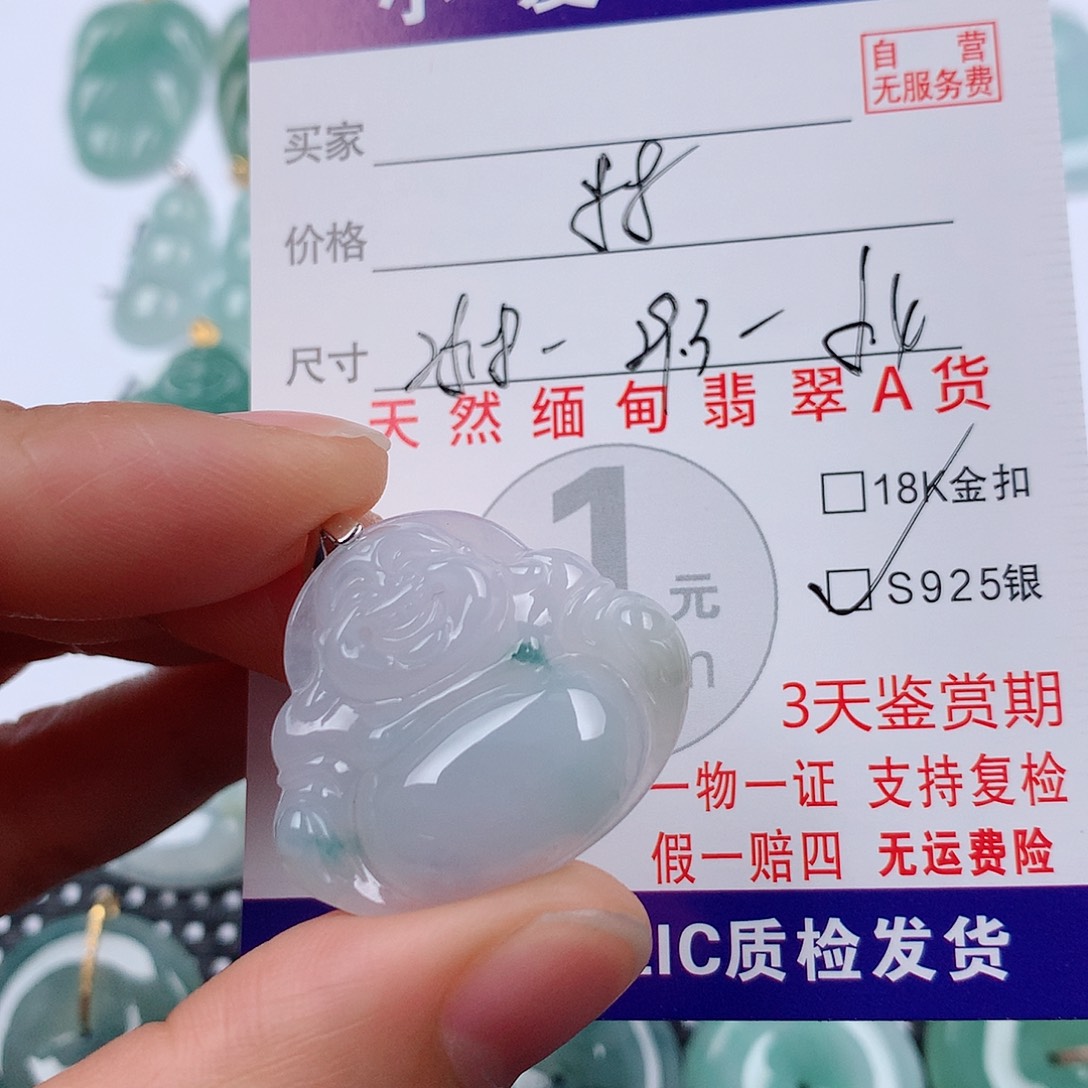 自 营
无服务费
买家
价格
尺寸
天然缅甸翡翠A货
1元
18K金扣
S925银
3天鉴赏期
一物一证 支持复检
假一赔四 无运费险
IC质检发货